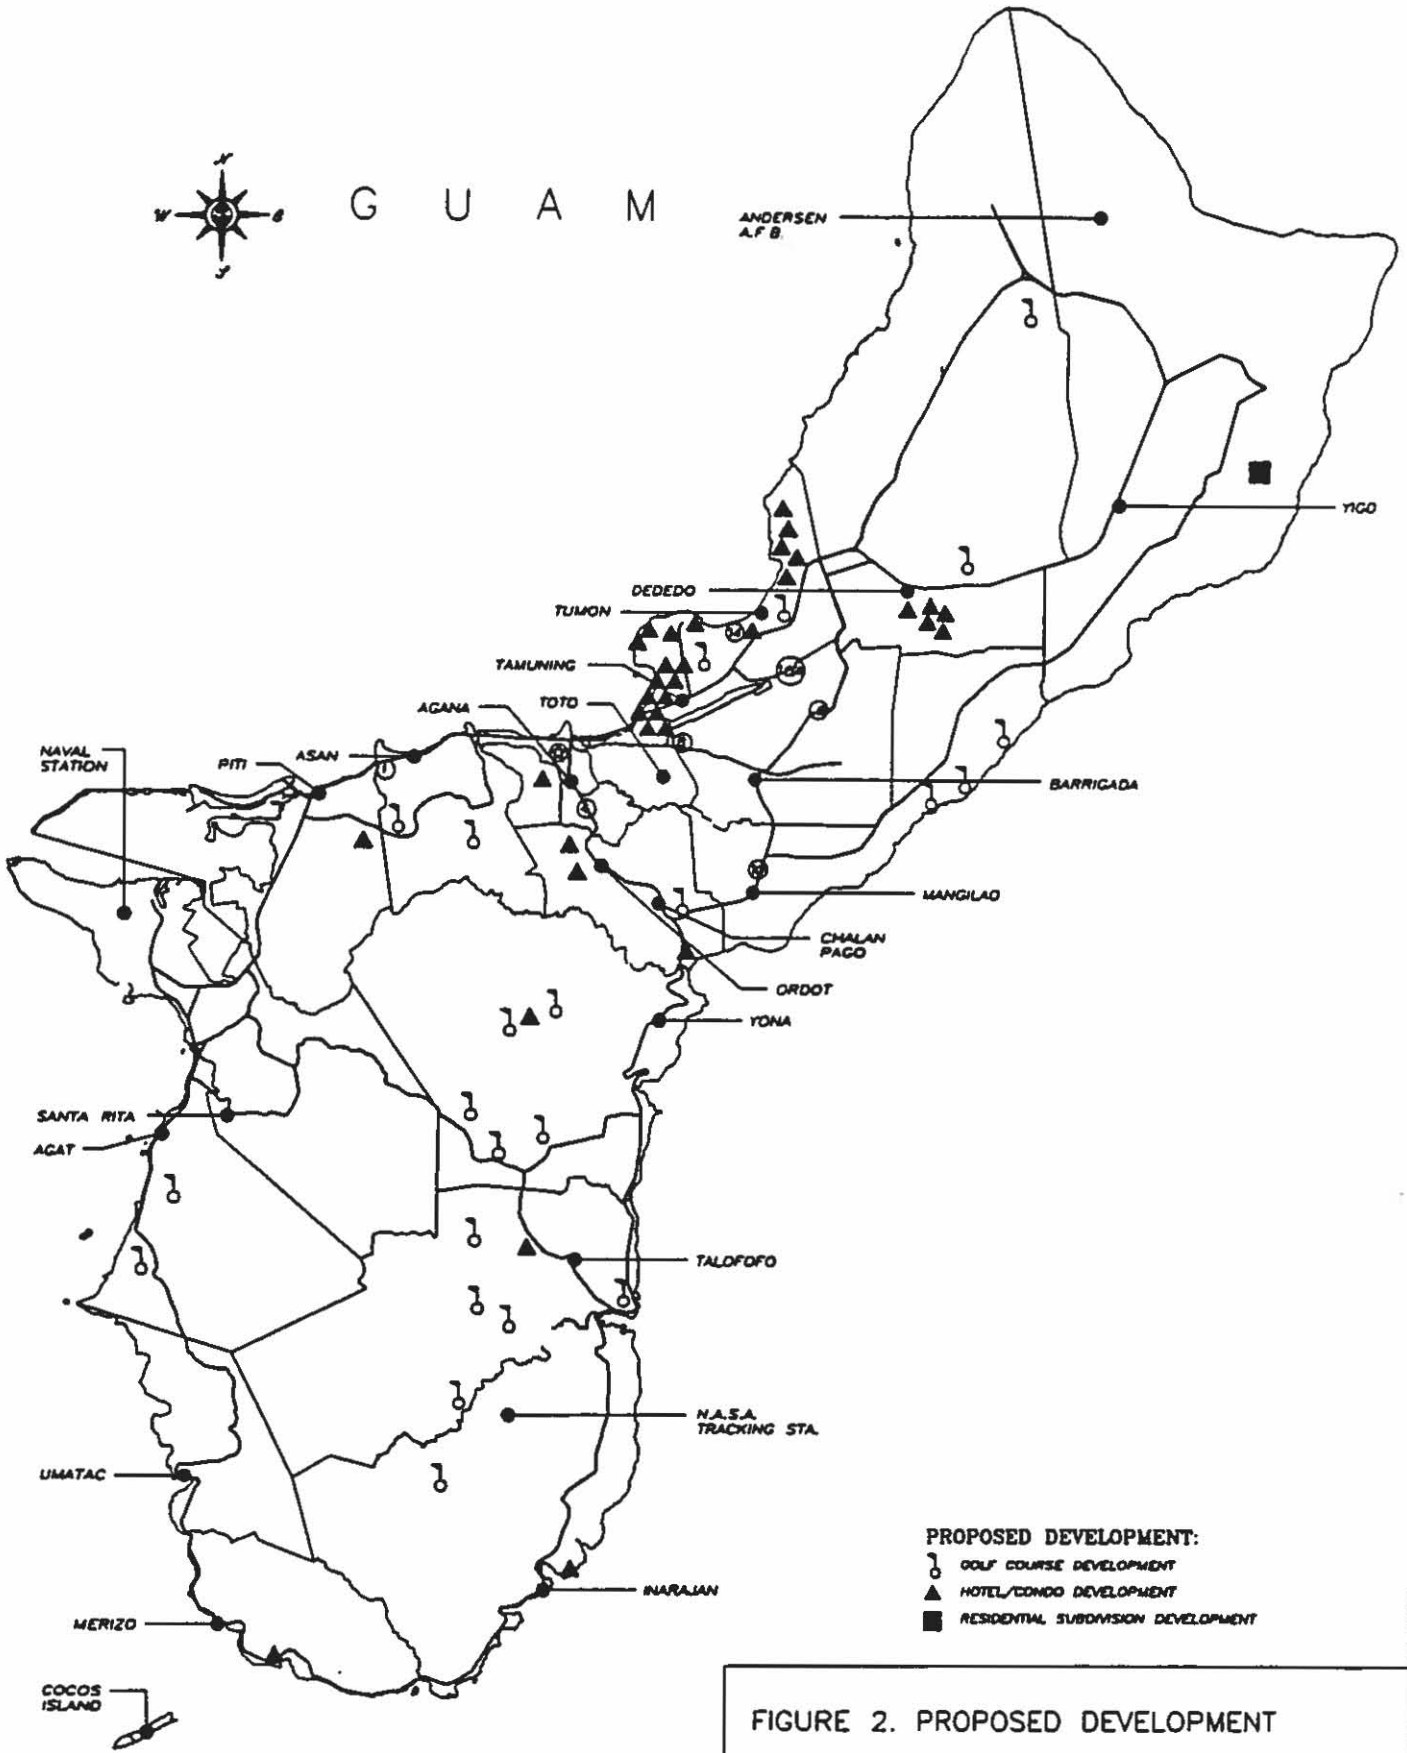 N
W
S
G U A M
ANDERSEN
A.F.B.
YIGO
DEDEDO
TUMON
TAMUNING
AGANA
TOTO
NAVAL
STATION
PITI
ASAN
BARRIGADA
MANGILAO
CHALAN
PAGO
ORDOT
YONA
SANTA RITA
AGAT
TALOFOFO
N.A.S.A.
TRACKING STA.
UMATAC
INARAJAN
MERIZO
COCOS
ISLAND
PROPOSED DEVELOPMENT:
GOLF COURSE DEVELOPMENT
HOTEL/CONDO DEVELOPMENT
RESIDENTIAL SUBDIVISION DEVELOPMENT
FIGURE 2. PROPOSED DEVELOPMENT